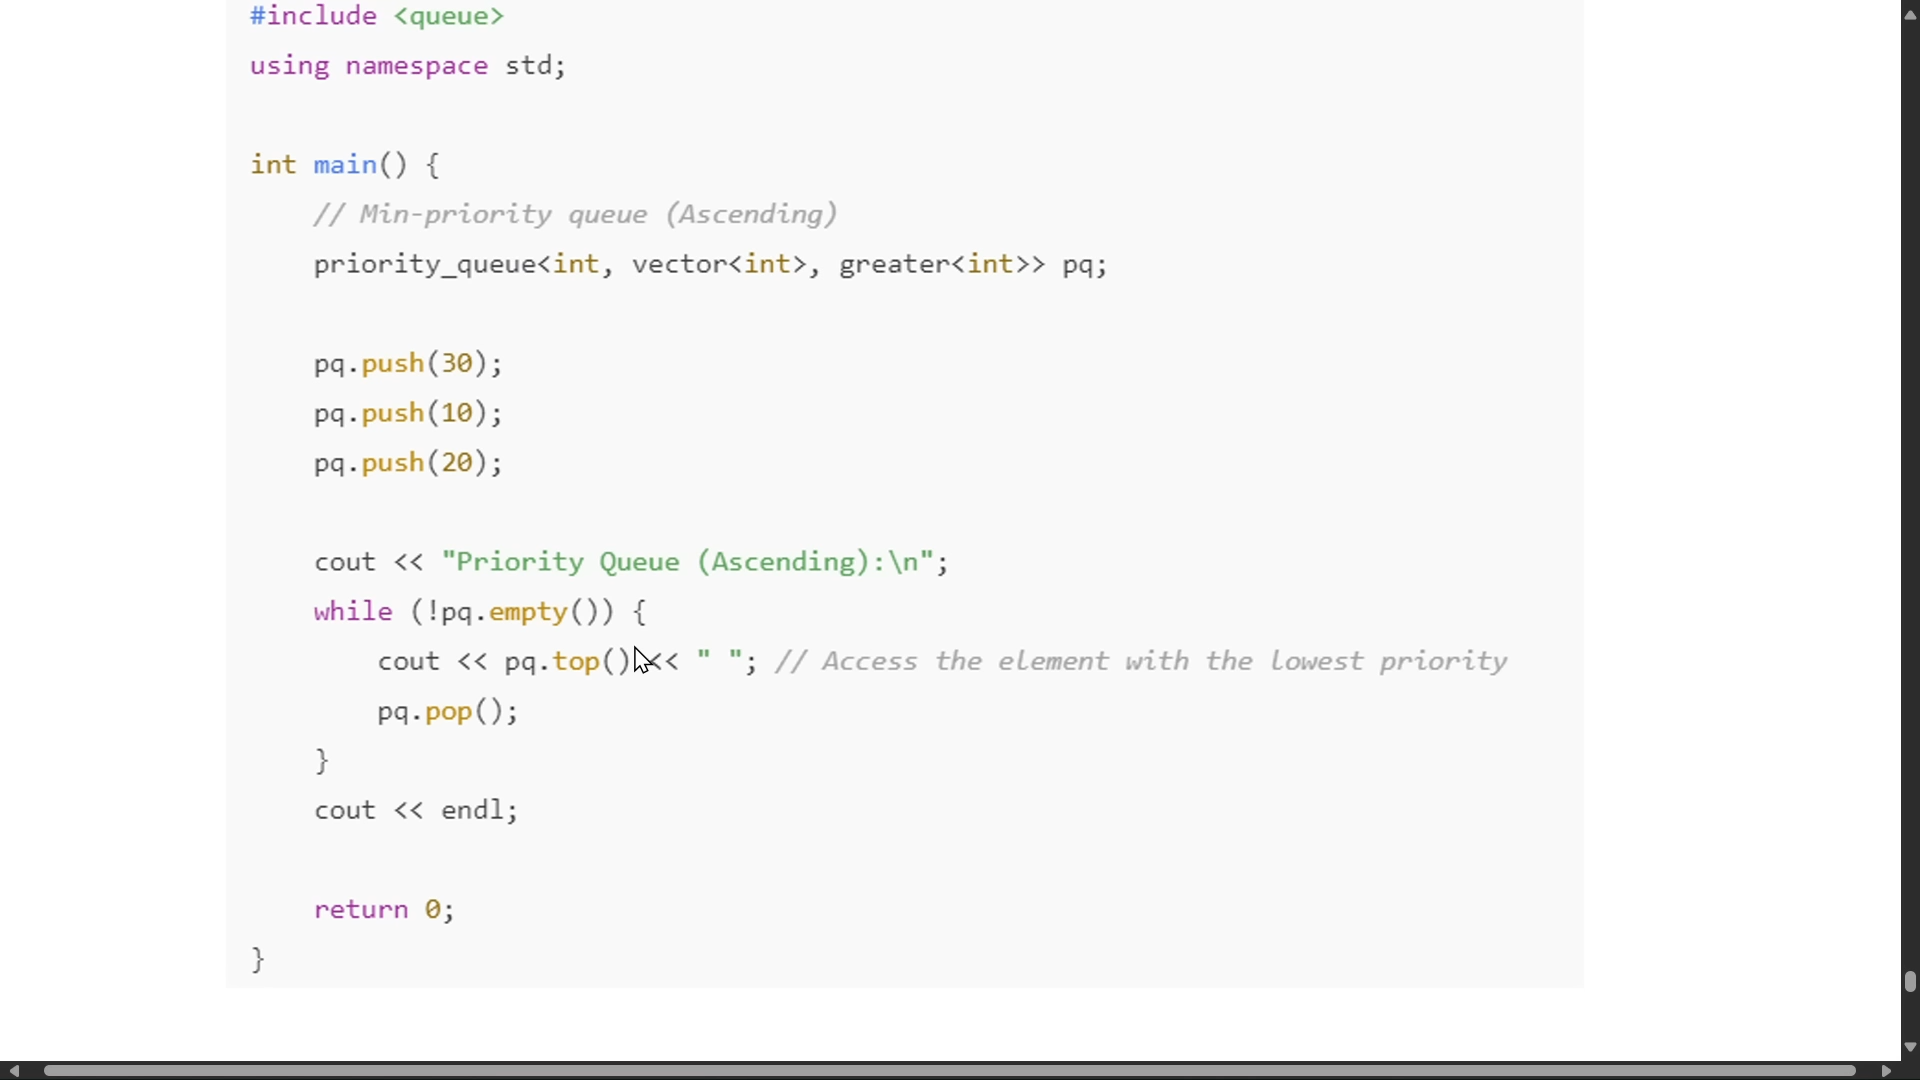 #include <queue>
using namespace std;
int main() {
// Min-priority queue (Ascending)
priority_queue<int, vector<int>, greater<int>> pq;
pq.push(30);
pq.push(10);
pq.push(20);
cout << "Priority Queue (Ascending):\n";
while (!pq.empty()) {
cout << pq.top() << " "; // Access the element with the lowest priority
pq.pop();
}
cout << endl;
return 0;
}